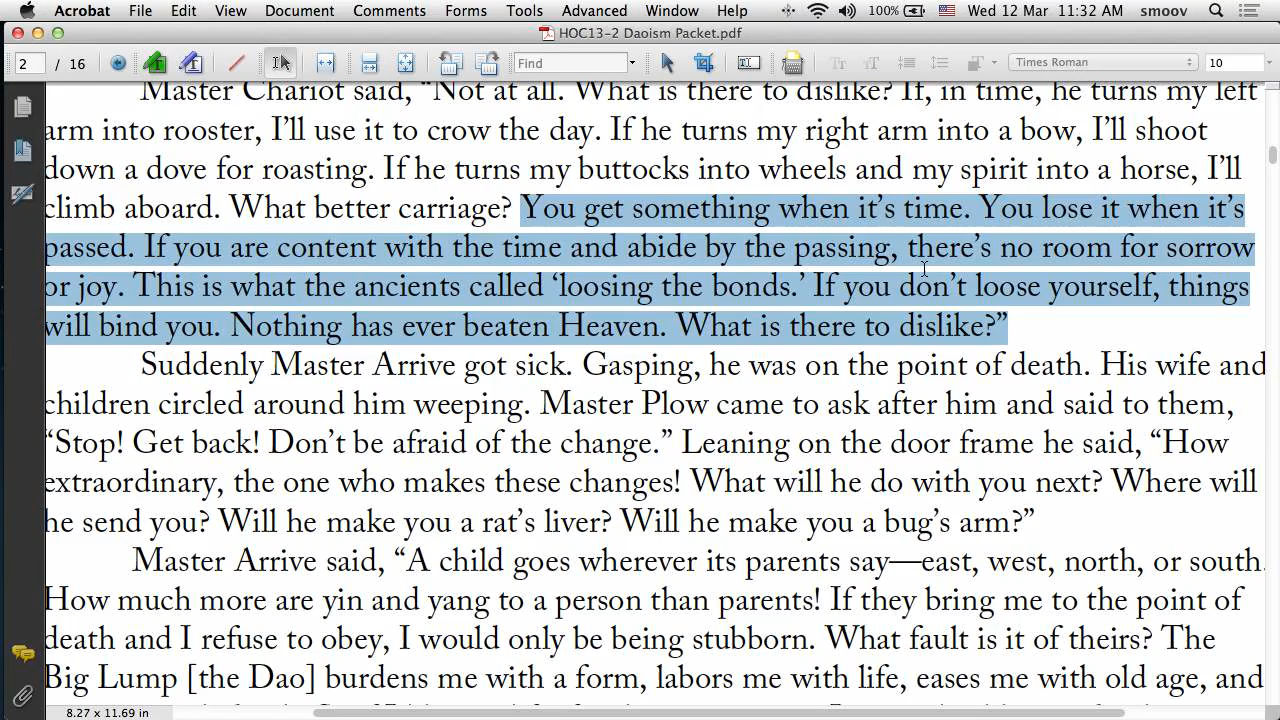 Acrobat File Edit View Document Comments Forms Tools Advanced Window Help 100% Wed 12 Mar 11:32 AM smoov
HOC13-2 Daoism Packet.pdf
2 / 16 Find Times Roman 10
Master Chariot said, “Not at all. What is there to dislike? If, in time, he turns my left
arm into rooster, I’ll use it to crow the day. If he turns my right arm into a bow, I’ll shoot
down a dove for roasting. If he turns my buttocks into wheels and my spirit into a horse, I’ll
climb aboard. What better carriage? You get something when it’s time. You lose it when it’s
passed. If you are content with the time and abide by the passing, there’s no room for sorrow
or joy. This is what the ancients called ‘loosing the bonds.’ If you don’t loose yourself, things
will bind you. Nothing has ever beaten Heaven. What is there to dislike?”
Suddenly Master Arrive got sick. Gasping, he was on the point of death. His wife and
children circled around him weeping. Master Plow came to ask after him and said to them,
“Stop! Get back! Don’t be afraid of the change.” Leaning on the door frame he said, “How
extraordinary, the one who makes these changes! What will he do with you next? Where will
he send you? Will he make you a rat’s liver? Will he make you a bug’s arm?”
Master Arrive said, “A child goes wherever its parents say—east, west, north, or south.
How much more are yin and yang to a person than parents! If they bring me to the point of
death and I refuse to obey, I would only be being stubborn. What fault is it of theirs? The
Big Lump [the Dao] burdens me with a form, labors me with life, eases me with old age, and
8.27 x 11.69 in